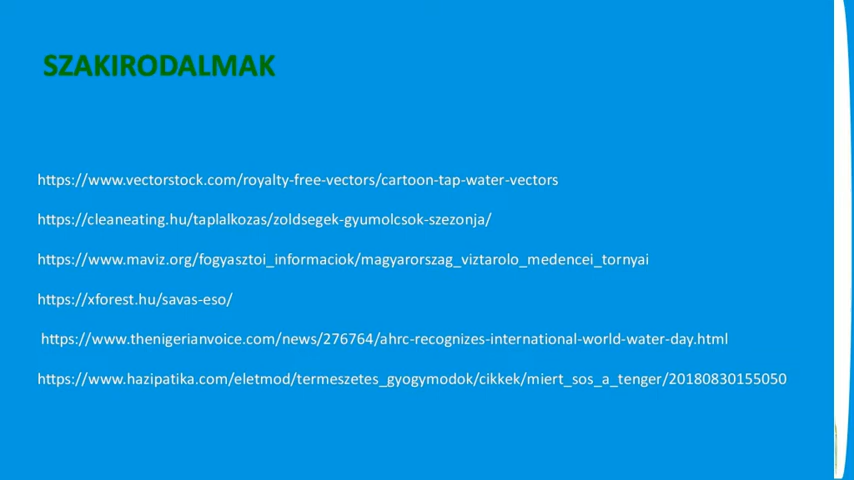 SZAKIRODALMAK
https://www.vectorstock.com/royalty-free-vectors/cartoon-tap-water-vectors
https://cleaneating.hu/taplalkozas/zoldsegek-gyumolcsok-szezonja/
https://www.maviz.org/fogyasztoi_informaciok/magyarorszag_viztarolo_medencei_tornyai
https://xforest.hu/savas-eso/
https://www.thenigerianvoice.com/news/276764/ahrc-recognizes-international-world-water-day.html
https://www.hazipatika.com/eletmod/termeszetes_gyogymodok/cikkek/miert_sos_a_tenger/20180830155050